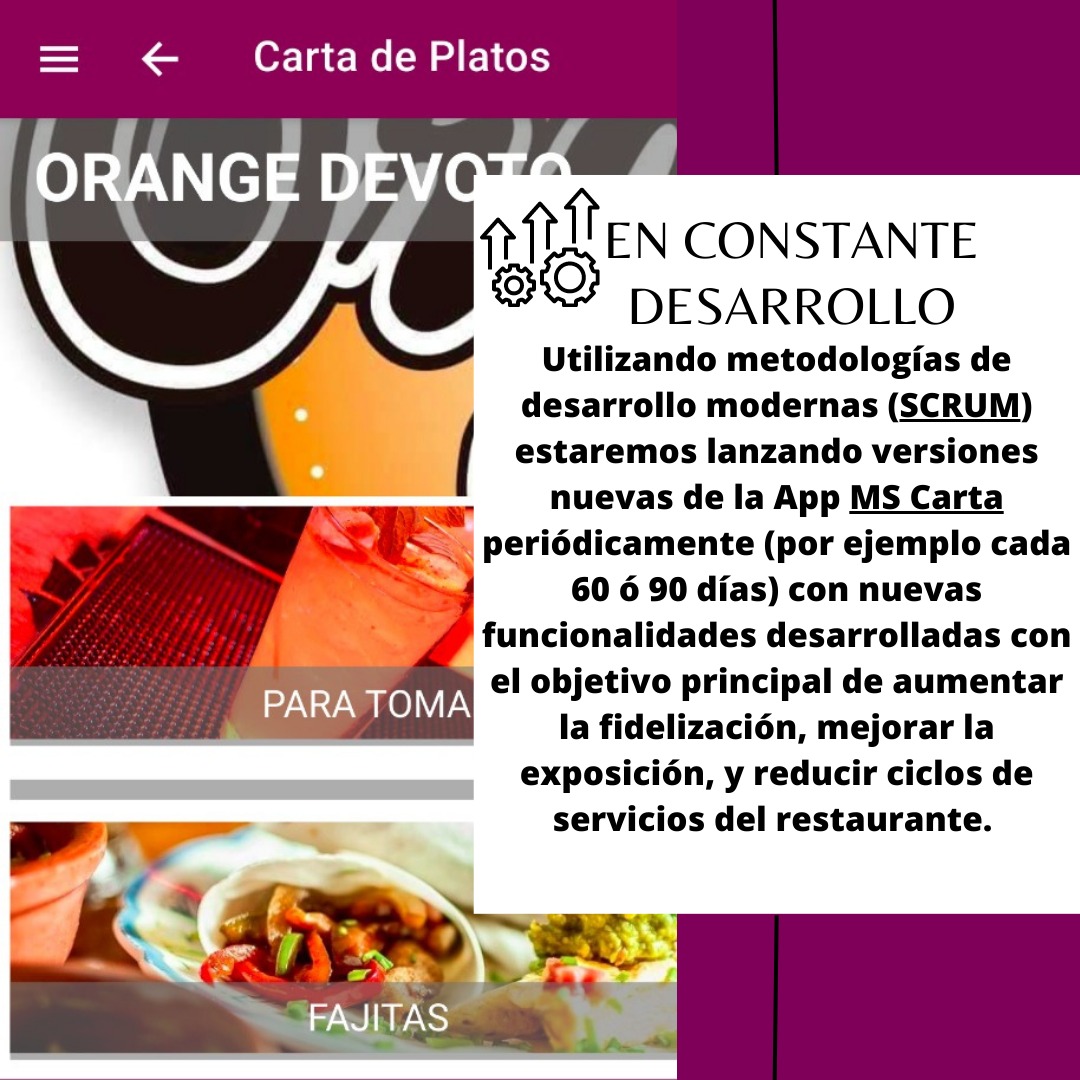 Carta de Platos
ORANGE DEVOTO
EN CONSTANTE
DESARROLLO
Utilizando metodologías de
desarrollo modernas (SCRUM)
estaremos lanzando versiones
nuevas de la App MS Carta
periódicamente (por ejemplo cada
60 ó 90 días) con nuevas
funcionalidades desarrolladas con
el objetivo principal de aumentar
la fidelización, mejorar la
exposición, y reducir ciclos de
servicios del restaurante.
PARA TOMA
FAJITAS